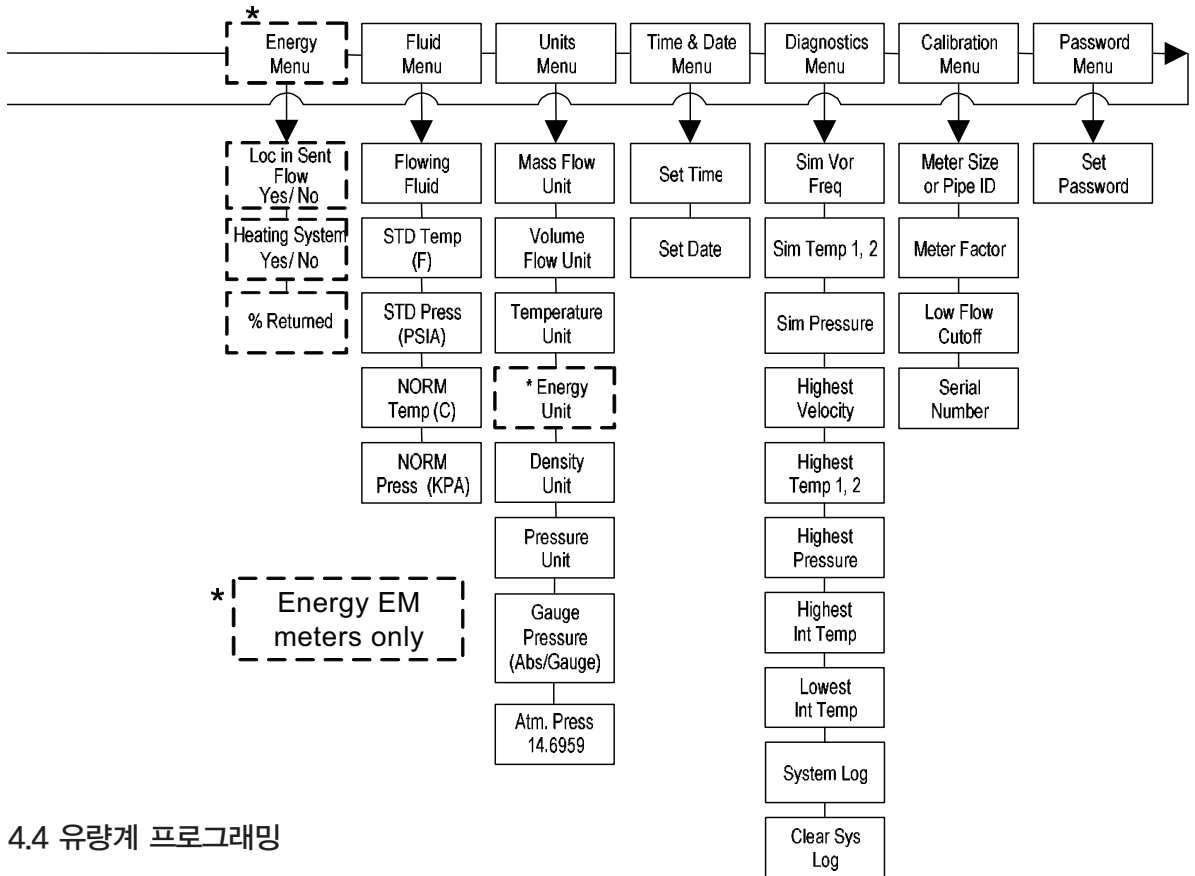 *
Energy
Menu
Fluid
Menu
Units
Menu
Time & Date
Menu
Diagnostics
Menu
Calibration
Menu
Password
Menu
Loc in Sent
Flow
Yes/ No
Heating System
Yes/ No
% Returned
Flowing
Fluid
STD Temp
(F)
STD Press
(PSIA)
NORM
Temp (C)
NORM
Press (KPA)
Mass Flow
Unit
Volume
Flow Unit
Temperature
Unit
* Energy
Unit
Density
Unit
Pressure
Unit
Gauge
Pressure
(Abs/Gauge)
Atm. Press
14.6959
Set Time
Set Date
Sim Vor
Freq
Sim Temp 1, 2
Sim Pressure
Highest
Velocity
Highest
Temp 1, 2
Highest
Pressure
Highest
Int Temp
Lowest
Int Temp
System Log
Clear Sys
Log
Meter Size
or Pipe ID
Meter Factor
Low Flow
Cutoff
Serial
Number
Set
Password
* Energy EM
meters only
4.4 유량계 프로그래밍